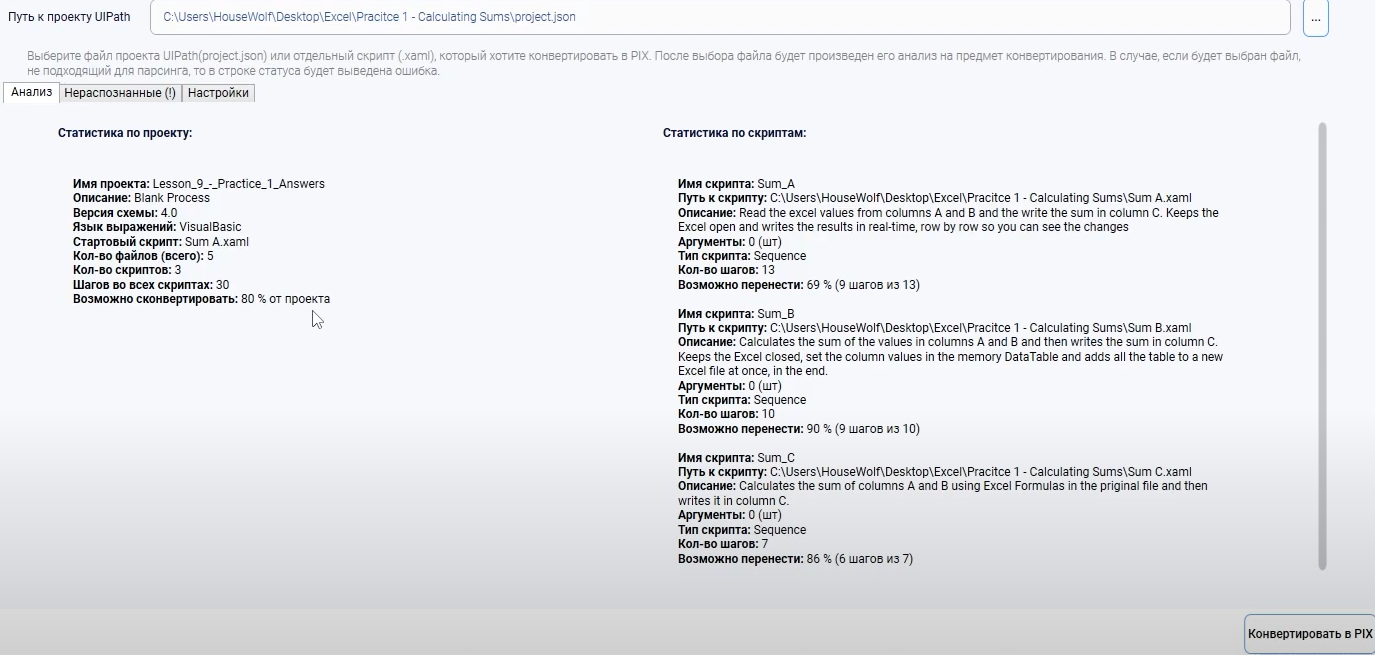 Путь к проекту UIPath
C:\Users\HouseWolf\Desktop\Excel\Pracitce 1 - Calculating Sums\project.json
...
Выберите файл проекта UIPath(project.json) или отдельный скрипт (.xaml), который хотите конвертировать в PIX. После выбора файла будет произведен его анализ на предмет конвертирования. В случае, если будет выбран файл,
не подходящий для парсинга, то в строке статуса будет выведена ошибка.
Анализ
Нераспознанные (!)
Настройки
Статистика по проекту:
Имя проекта: Lesson_9_-_Practice_1_Answers
Описание: Blank Process
Версия схемы: 4.0
Язык выражений: VisualBasic
Стартовый скрипт: Sum A.xaml
Кол-во файлов (всего): 5
Кол-во скриптов: 3
Шагов во всех скриптах: 30
Возможно сконвертировать: 80 % от проекта
Статистика по скриптам:
Имя скрипта: Sum_A
Путь к скрипту: C:\Users\HouseWolf\Desktop\Excel\Pracitce 1 - Calculating Sums\Sum A.xaml
Описание: Read the excel values from columns A and B and the write the sum in column C. Keeps the
Excel open and writes the results in real-time, row by row so you can see the changes
Аргументы: 0 (шт)
Тип скрипта: Sequence
Кол-во шагов: 13
Возможно перенести: 69 % (9 шагов из 13)
Имя скрипта: Sum_B
Путь к скрипту: C:\Users\HouseWolf\Desktop\Excel\Pracitce 1 - Calculating Sums\Sum B.xaml
Описание: Calculates the sum of the values in columns A and B and then writes the sum in column C.
Keeps the Excel closed, set the column values in the memory DataTable and adds all the table to a new
Excel file at once, in the end.
Аргументы: 0 (шт)
Тип скрипта: Sequence
Кол-во шагов: 10
Возможно перенести: 90 % (9 шагов из 10)
Имя скрипта: Sum_C
Путь к скрипту: C:\Users\HouseWolf\Desktop\Excel\Pracitce 1 - Calculating Sums\Sum C.xaml
Описание: Calculates the sum of columns A and B using Excel Formulas in the priginal file and then
writes it in column C.
Аргументы: 0 (шт)
Тип скрипта: Sequence
Кол-во шагов: 7
Возможно перенести: 86 % (6 шагов из 7)
Конвертировать в PIX